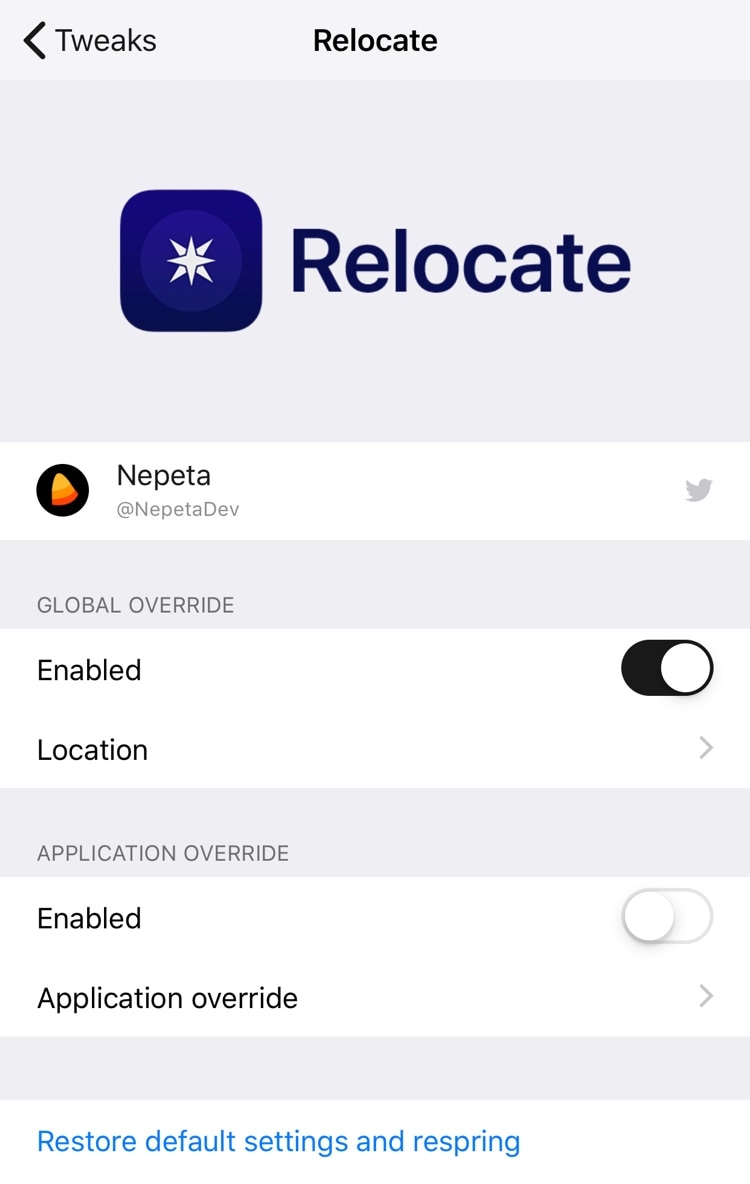 Tweaks
Relocate
Relocate
Nepeta
@NepetaDev
GLOBAL OVERRIDE
Enabled
Location
APPLICATION OVERRIDE
Enabled
Application override
Restore default settings and respring